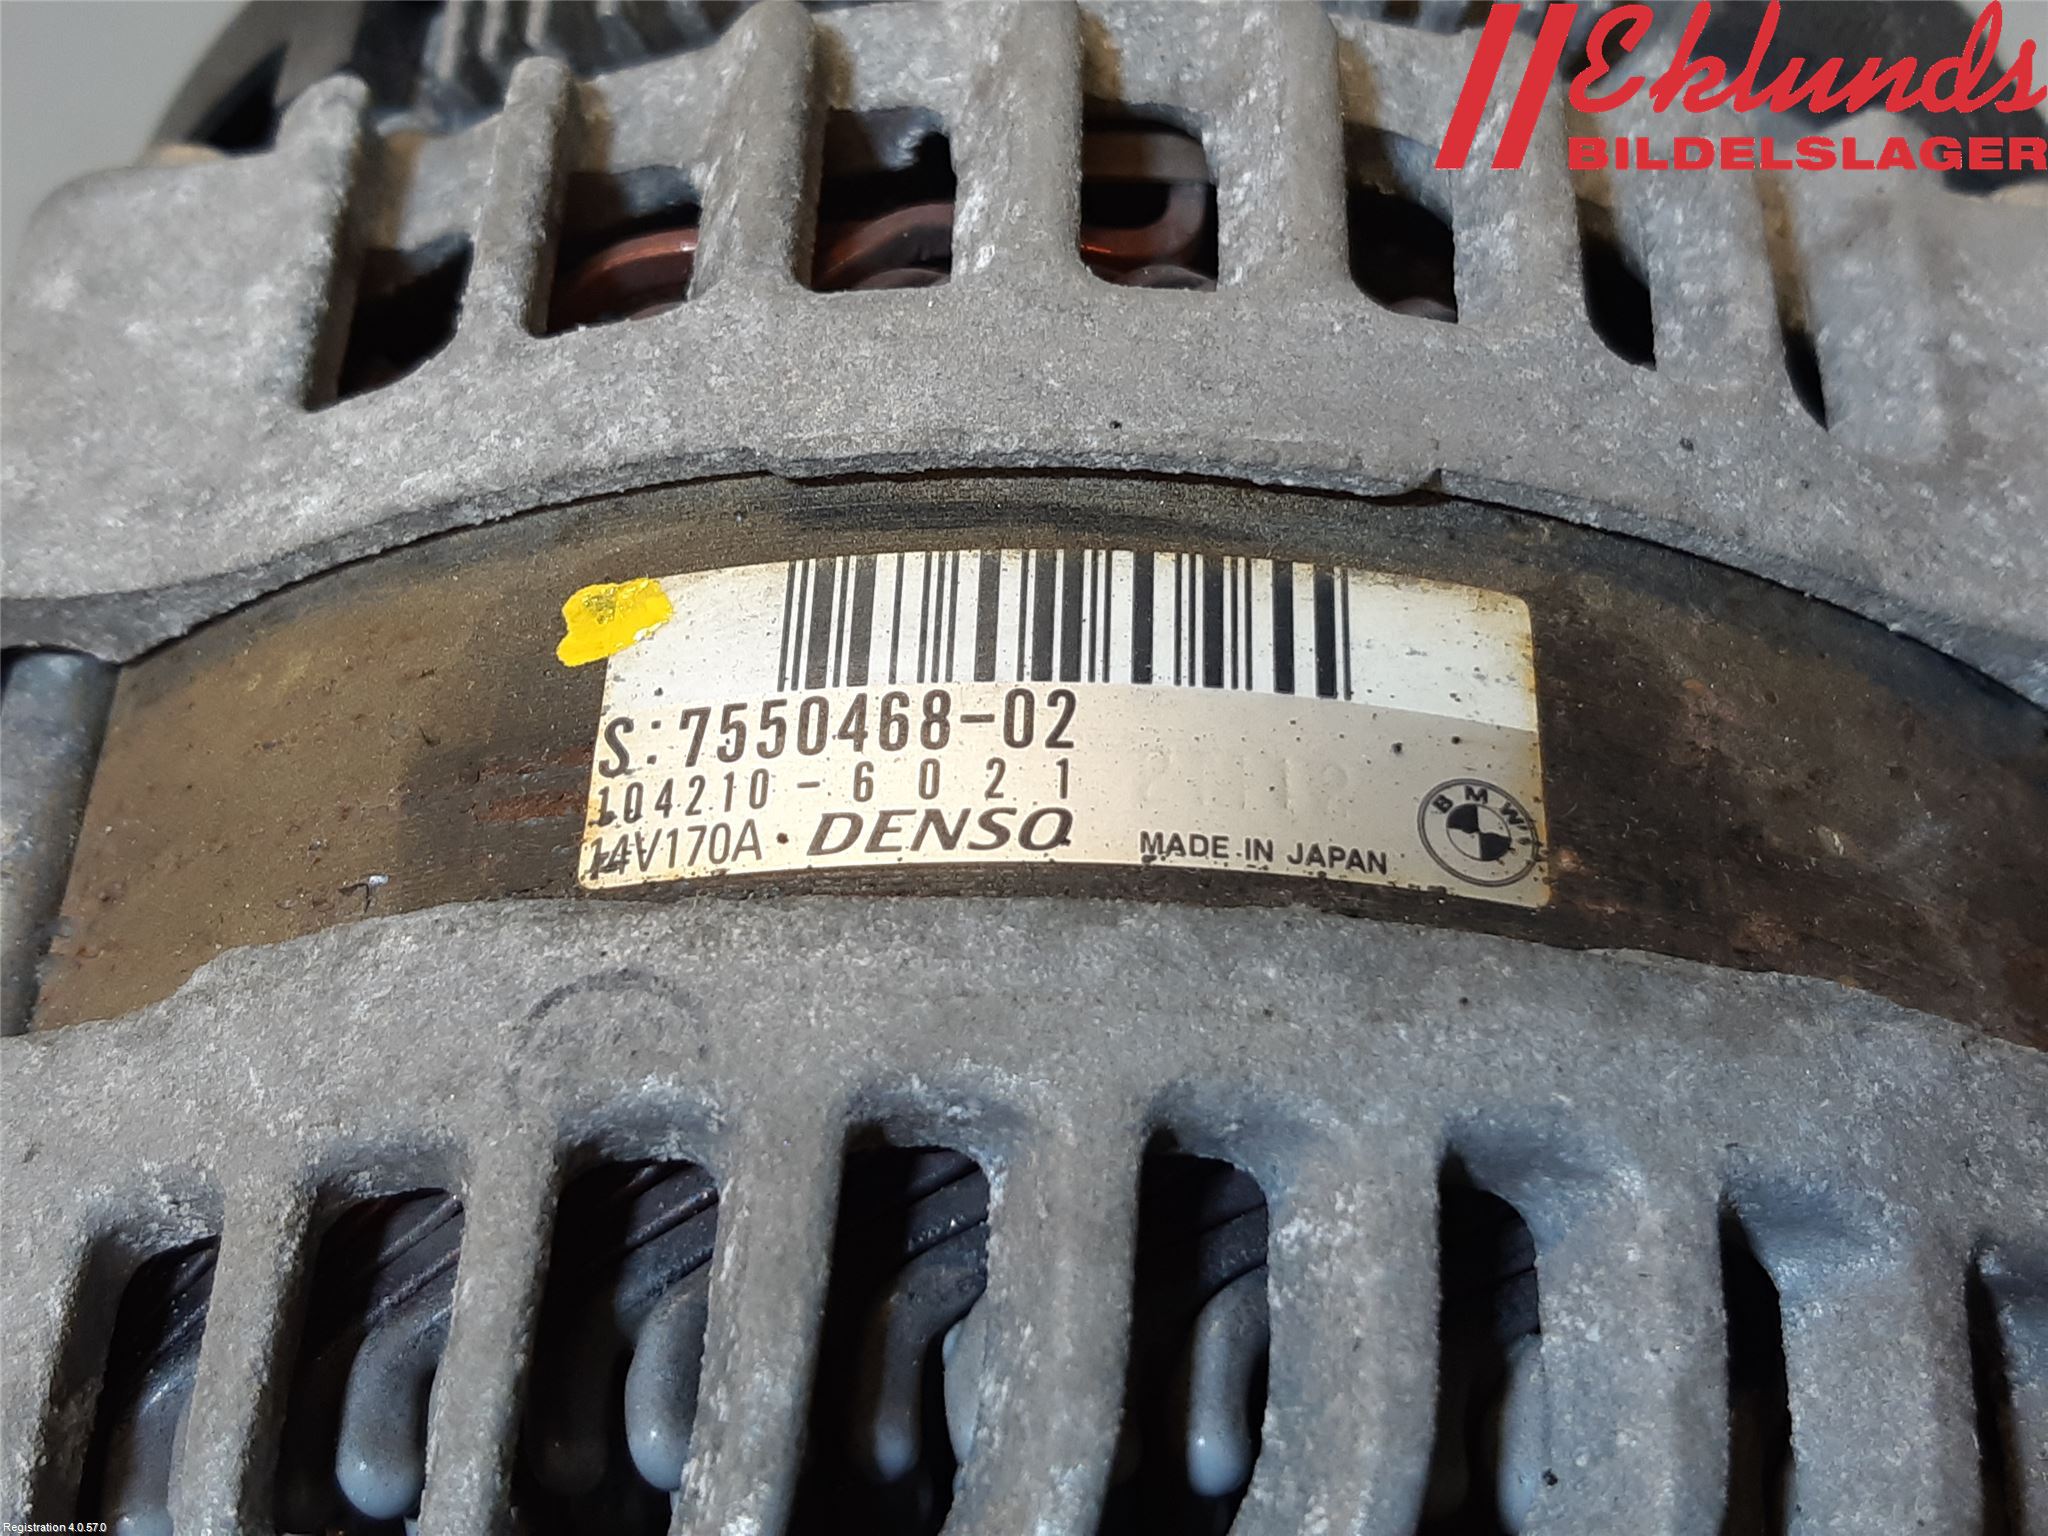 Eklunds
BILDELSLAGER
S: 7550468-02
104210-6021
14V170A · DENSO
MADE IN JAPAN
BMW
Registration 4.0.57.0